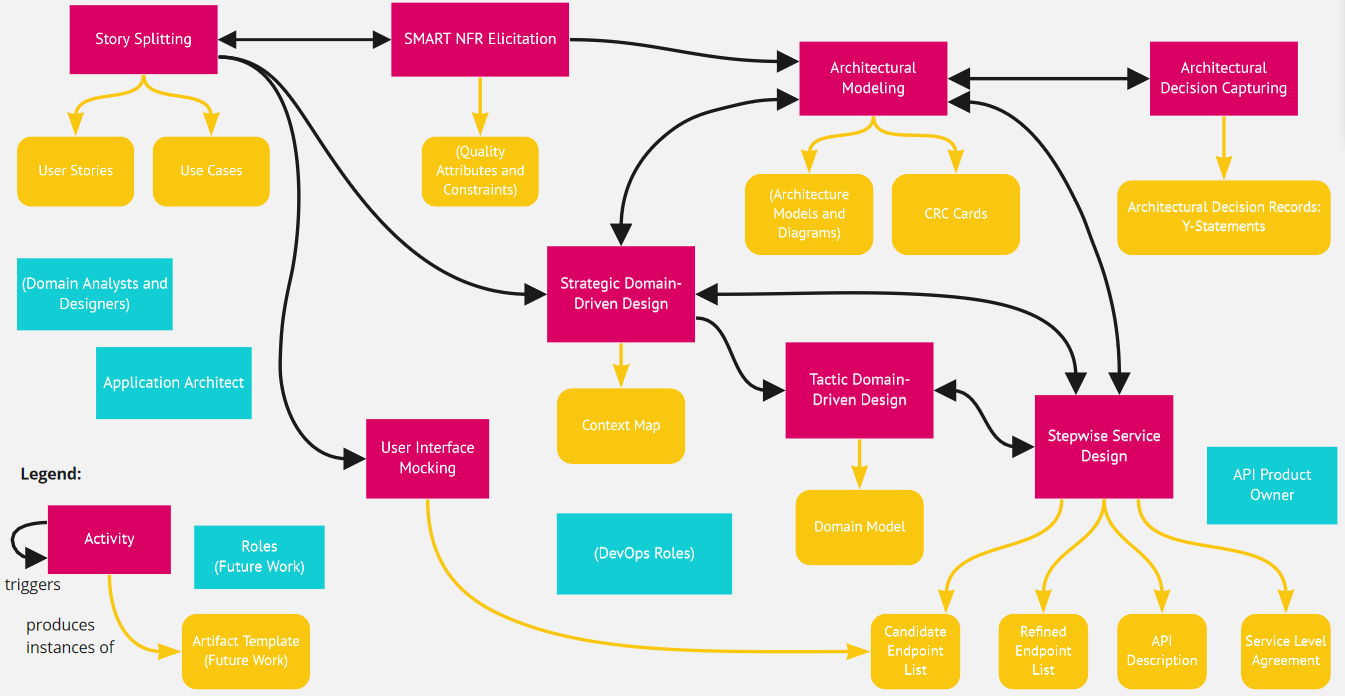 Story Splitting
SMART NFR Elicitation
Architectural
Modeling
Architectural
Decision Capturing
User Stories
Use Cases
(Quality
Attributes and
Constraints)
(Architecture
Models and
Diagrams)
CRC Cards
Architectural Decision Records:
Y-Statements
(Domain Analysts and
Designers)
Strategic Domain-
Driven Design
Application Architect
Tactic Domain-
Driven Design
Context Map
User Interface
Mocking
Stepwise Service
Design
API Product
Owner
Legend:
Activity
triggers
Roles
(Future Work)
(DevOps Roles)
Domain Model
produces
instances of
Artifact Template
(Future Work)
Candidate
Endpoint
List
Refined
Endpoint
List
API
Description
Service Level
Agreement